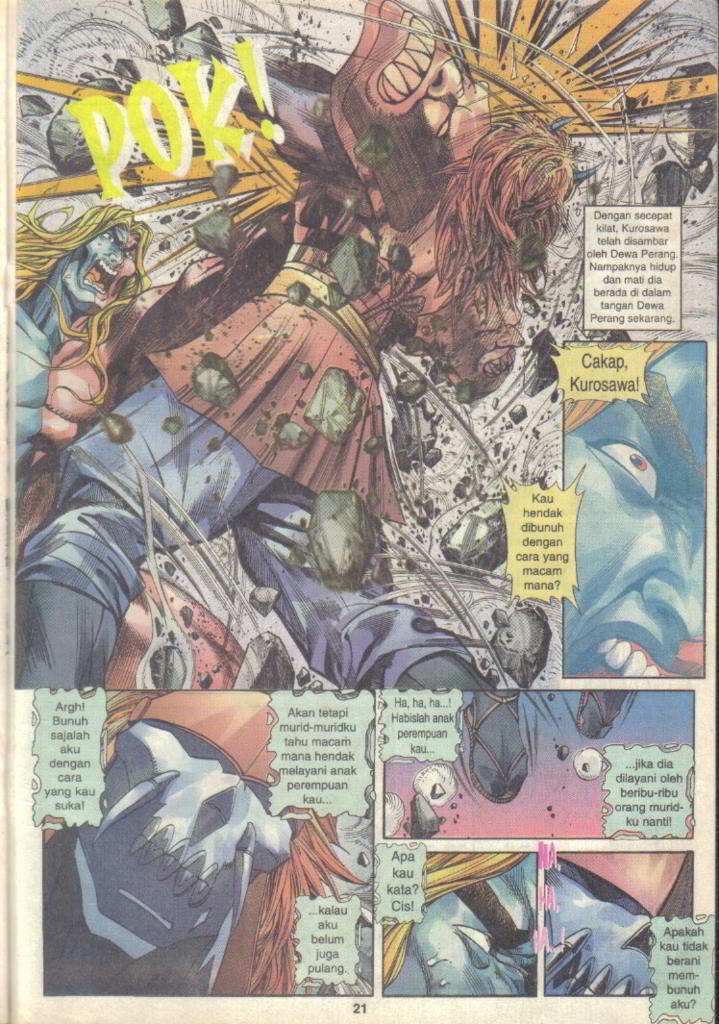 POK!
Dengan secepat
kilat, Kurosawa
telah disambar
oleh Dewa Perang.
Nampaknya hidup
dan mati dia
berada di dalam
tangan Dewa
Perang sekarang.
Cakap,
Kurosawa!
Kau
hendak
dibunuh
dengan
cara yang
macam
mana?
Argh!
Bunuh
sajalah
aku
dengan
cara
yang kau
suka!
Akan tetapi
murid-muridku
tahu macam
mana hendak
melayani anak
perempuan
kau...
...kalau
aku
belum
juga
pulang.
Ha, ha, ha...!
Habislah anak
perempuan
kau...
...jika dia
dilayani oleh
beribu-ribu
orang murid-
ku nanti!
Apa
kau
kata?
Cis!
HA,
HA,
HA...!
Apakah
kau tidak
berani
mem-
bunuh
aku?
21